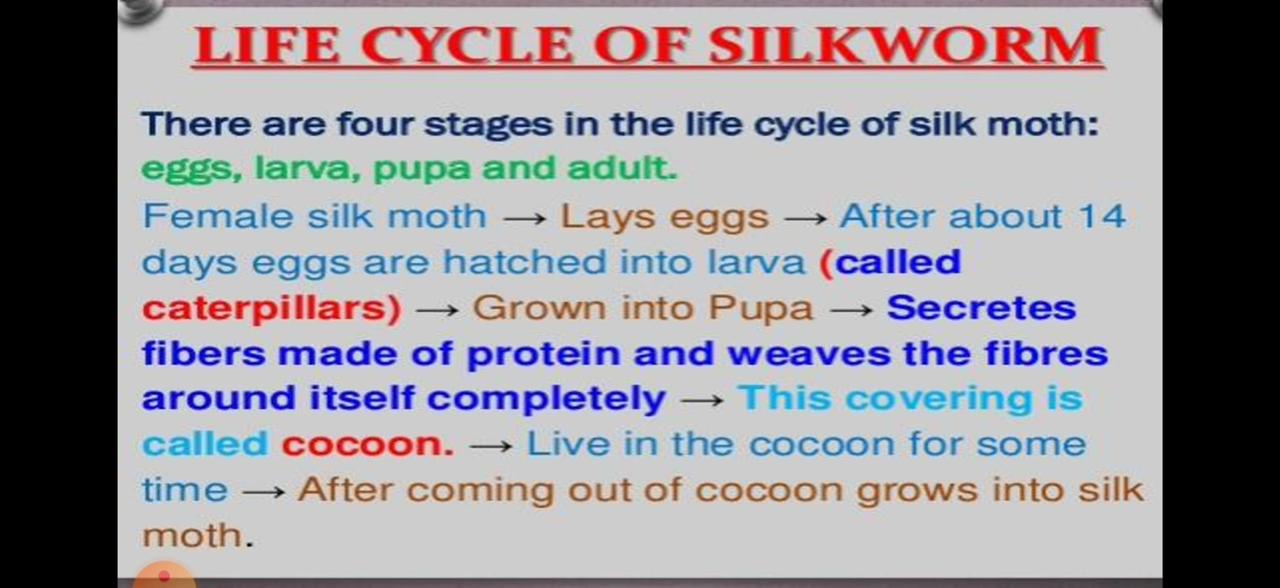 LIFE CYCLE OF SILKWORM
There are four stages in the life cycle of silk moth:
eggs, larva, pupa and adult.
Female silk moth → Lays eggs → After about 14
days eggs are hatched into larva (called
caterpillars) → Grown into Pupa → Secretes
fibers made of protein and weaves the fibres
around itself completely → This covering is
called cocoon. → Live in the cocoon for some
time → After coming out of cocoon grows into silk
moth.